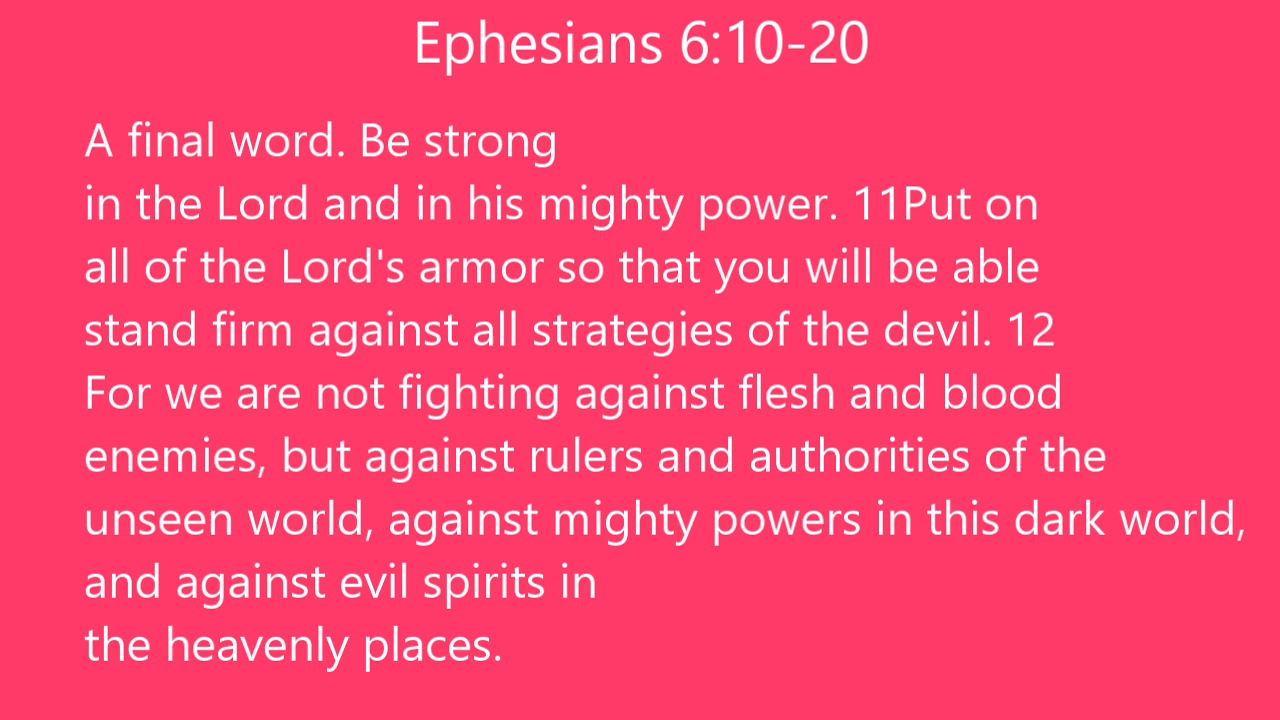 Ephesians 6:10-20
A final word. Be strong
in the Lord and in his mighty power. 11Put on
all of the Lord's armor so that you will be able
stand firm against all strategies of the devil. 12
For we are not fighting against flesh and blood
enemies, but against rulers and authorities of the
unseen world, against mighty powers in this dark world,
and against evil spirits in
the heavenly places.